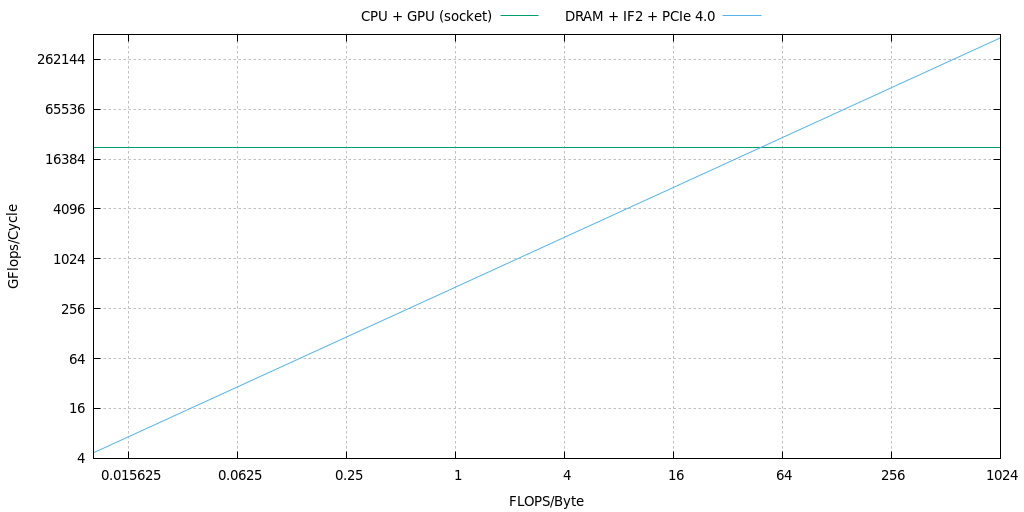 CPU + GPU (socket) DRAM + IF2 + PCIe 4.0
262144
65536
16384
4096
1024
256
64
16
4
GFlops/Cycle
0.015625 0.0625 0.25 1 4 16 64 256 1024
FLOPS/Byte